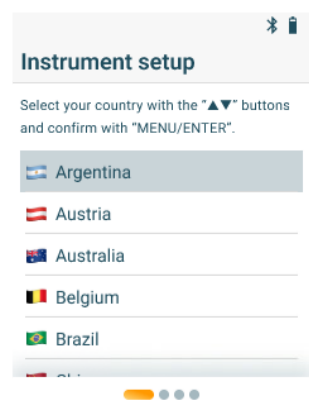 Instrument setup
Select your country with the "▲▼" buttons
and confirm with "MENU/ENTER".
Argentina
Austria
Australia
Belgium
Brazil